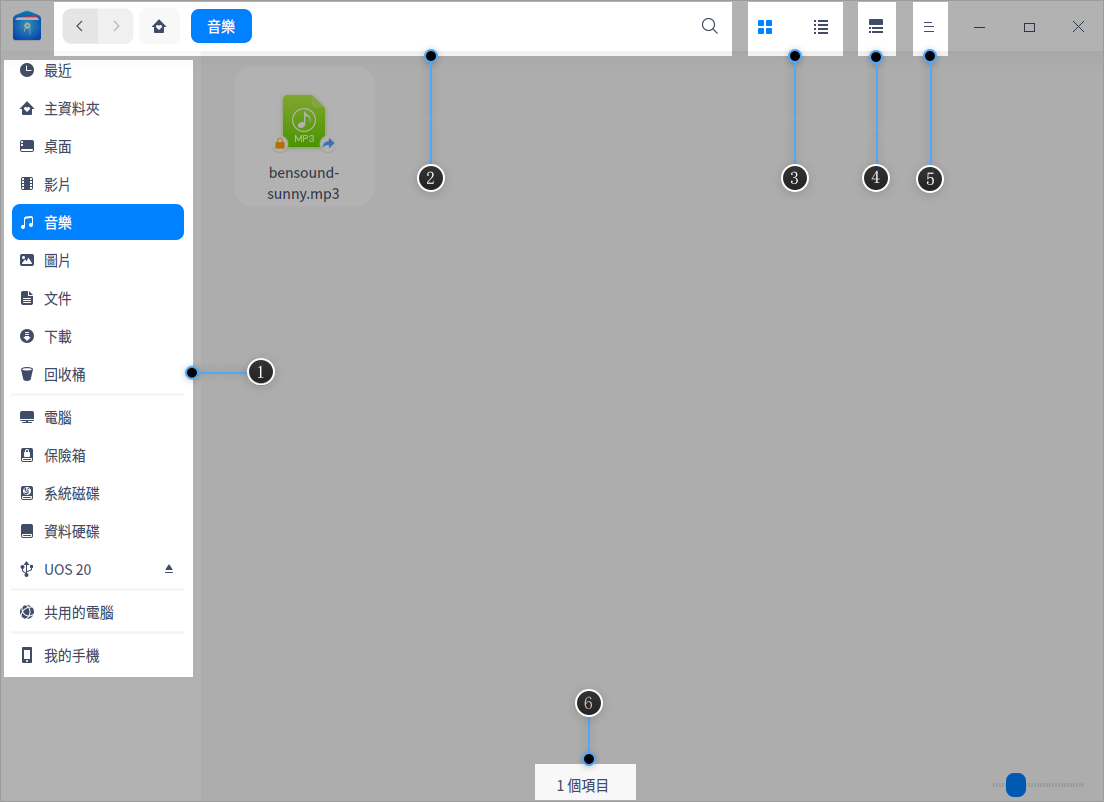 音樂
最近
主資料夾
桌面
影片
音樂
圖片
文件
下載
回收桶
電腦
保險箱
系統磁碟
資料硬碟
UOS 20
共用的電腦
我的手機
MP3
bensound-
sunny.mp3
1
2
3
4
5
6
1 個項目